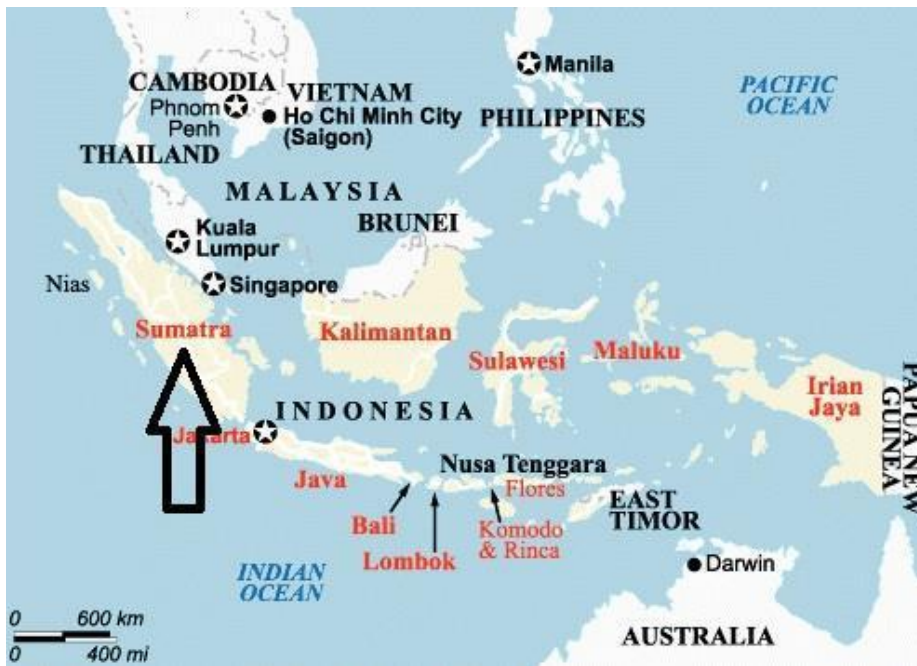 Manila
PACIFIC
OCEAN
CAMBODIA
Phnom
Penh
VIETNAM
Ho Chi Minh City
(Saigon)
PHILIPPINES
THAILAND
MALAYSIA
BRUNEI
Kuala
Lumpur
Nias
Singapore
Sumatra
Kalimantan
Sulawesi
Maluku
Irian
Jaya
PAPUA NEW
GUINEA
INDONESIA
Jakarta
Java
Nusa Tenggara
Flores
EAST
TIMOR
Bali
Lombok
Komodo
& Rinca
INDIAN
OCEAN
Darwin
0 600 km
0 400 mi
AUSTRALIA